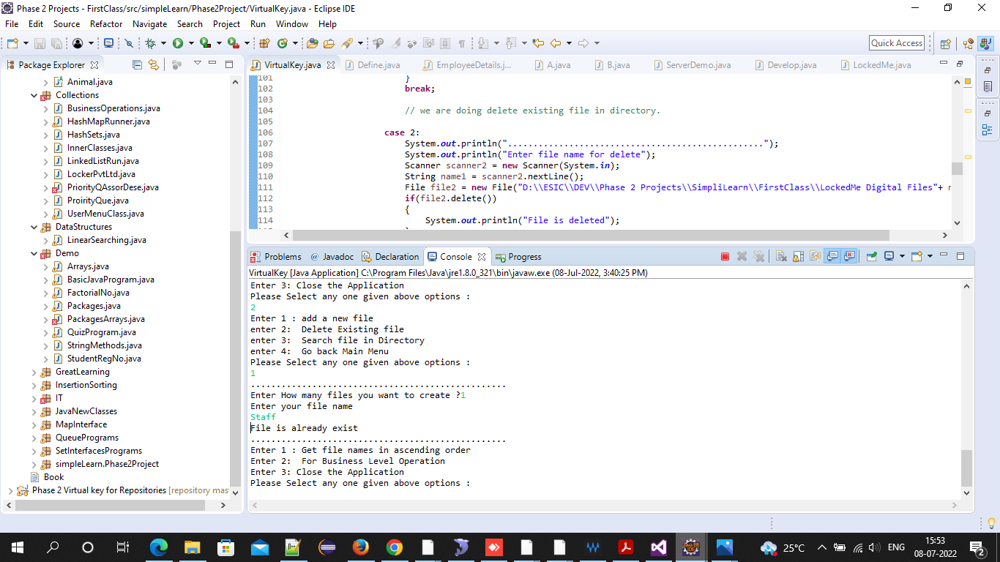 Phase 2 Projects - FirstClass/src/simpleLearn/Phase2Project/VirtualKey.java - Eclipse IDE
File Edit Source Refactor Navigate Search Project Run Window Help
Quick Access
Package Explorer
Animal.java
Collections
BusinessOperations.java
HashMapRunner.java
HashSets.java
InnerClasses.java
LinkedListRun.java
LockerPvtLtd.java
PriorityQAssorDese.java
ProirityQue.java
UserMenuClass.java
DataStructures
LinearSearching.java
Demo
Arrays.java
BasicJavaProgram.java
FactorialNo.java
Packages.java
PackagesArrays.java
QuizProgram.java
StringMethods.java
StudentRegNo.java
GreatLearning
InsertionSorting
IT
JavaNewClasses
MapInterface
QueuePrograms
SetInterfacesPrograms
simpleLearn.Phase2Project
Book
Phase 2 Virtual key for Repositories [repository mas
VirtualKey.java Define.java EmployeeDetails.j... A.java B.java ServerDemo.java Develop.java LockedMe.java
101 }
102 break;
103
104 // we are doing delete existing file in directory.
105
106 case 2:
107 System.out.println("..................................................");
108 System.out.println("Enter file name for delete");
109 Scanner scanner2 = new Scanner(System.in);
110 String name1 = scanner2.nextLine();
111 File file2 = new File("D:\\ESIC\\DEV\\Phase 2 Projects\\SimpliLearn\\FirstClass\\LockedMe Digital Files"+ n
112 if(file2.delete())
113 {
114 System.out.println("File is deleted");
Problems @ Javadoc Declaration Console Progress
VirtualKey [Java Application] C:\Program Files\Java\jre1.8.0_321\bin\javaw.exe (08-Jul-2022, 3:40:25 PM)
Enter 3: Close the Application
Please Select any one given above options :
2
Enter 1 : add a new file
enter 2:  Delete Existing file
enter 3:  Search file in Directory
enter 4:  Go back Main Menu
Please Select any one given above options :
1
..................................................
Enter How many files you want to create ?1
Enter your file name
Staff
File is already exist
..................................................
Enter 1 : Get file names in ascending order
Enter 2:  For Business Level Operation
Enter 3: Close the Application
Please Select any one given above options :
25°C
ENG
15:53
08-07-2022
2